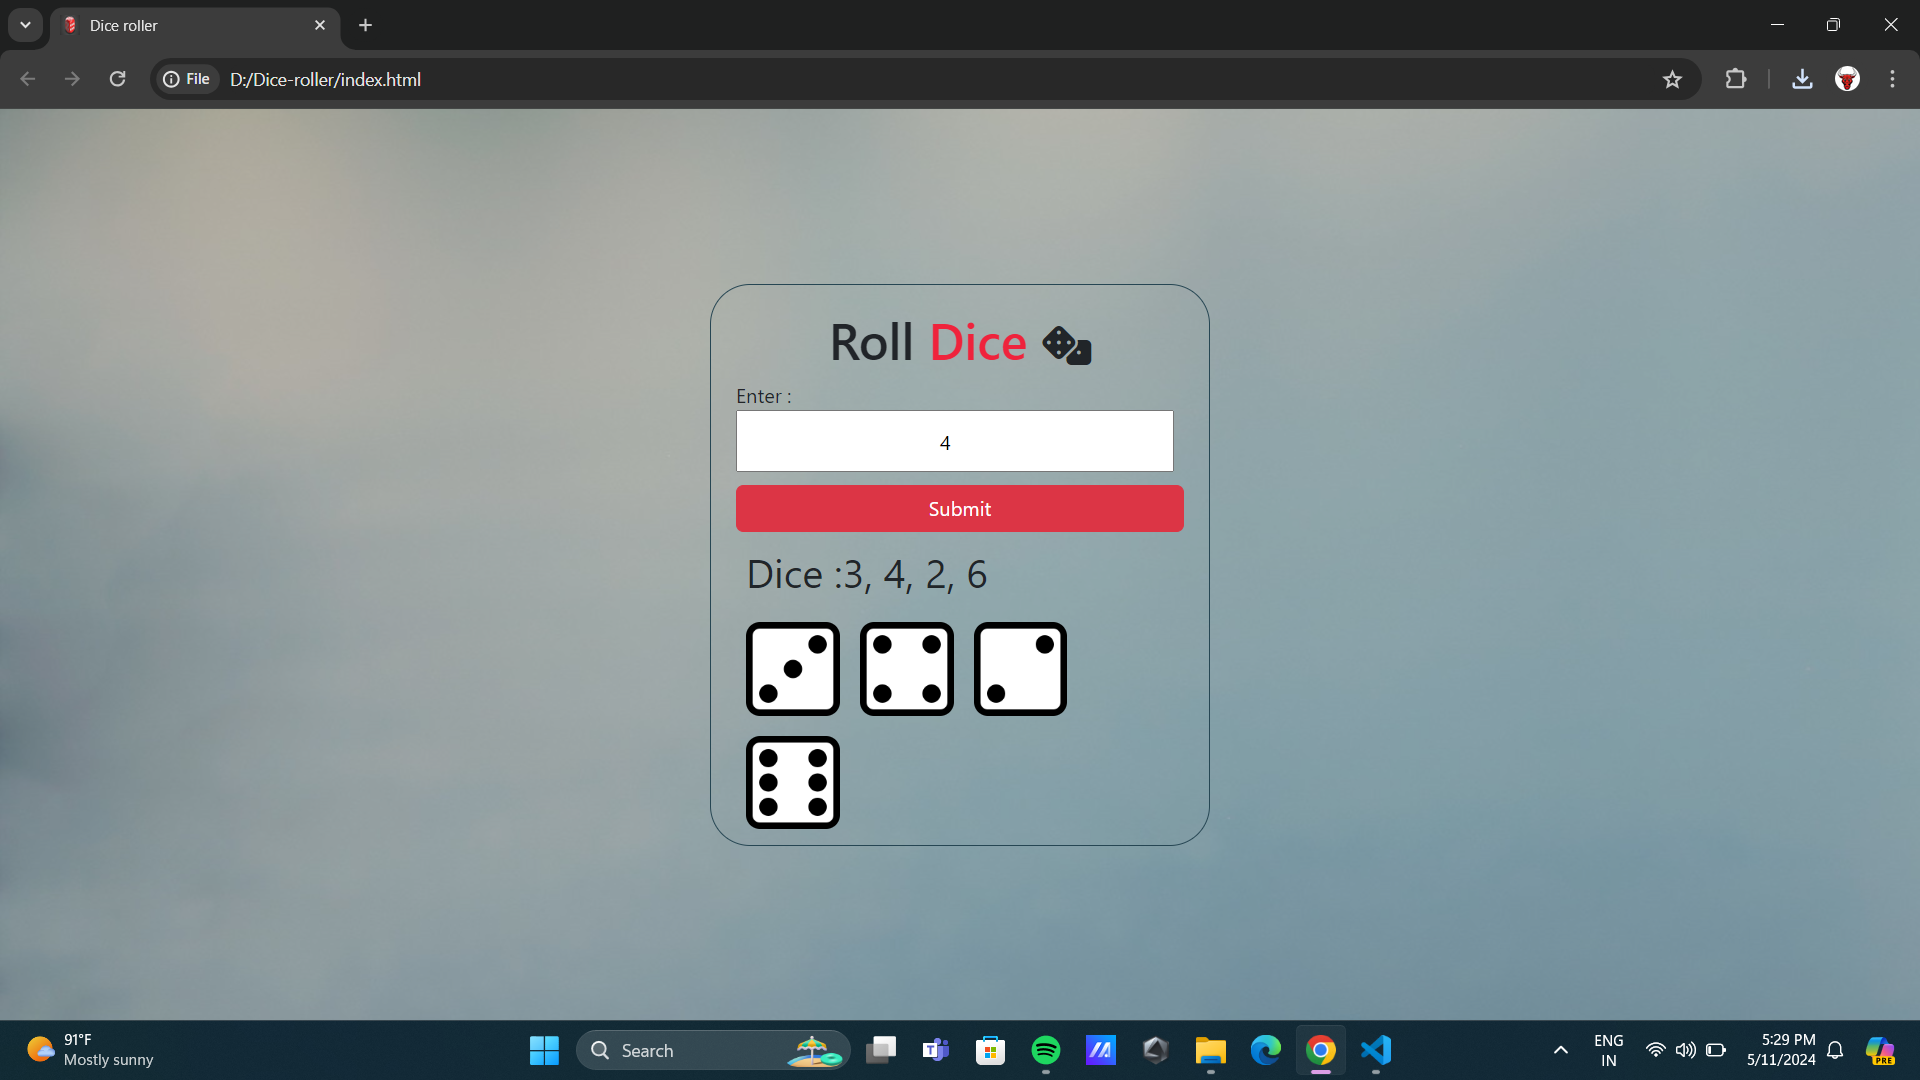 Dice roller
File
D:/Dice-roller/index.html
Roll Dice
Enter :
4
Submit
Dice :3, 4, 2, 6
91°F
Mostly sunny
Search
ENG
IN
5:29 PM
5/11/2024
PRE